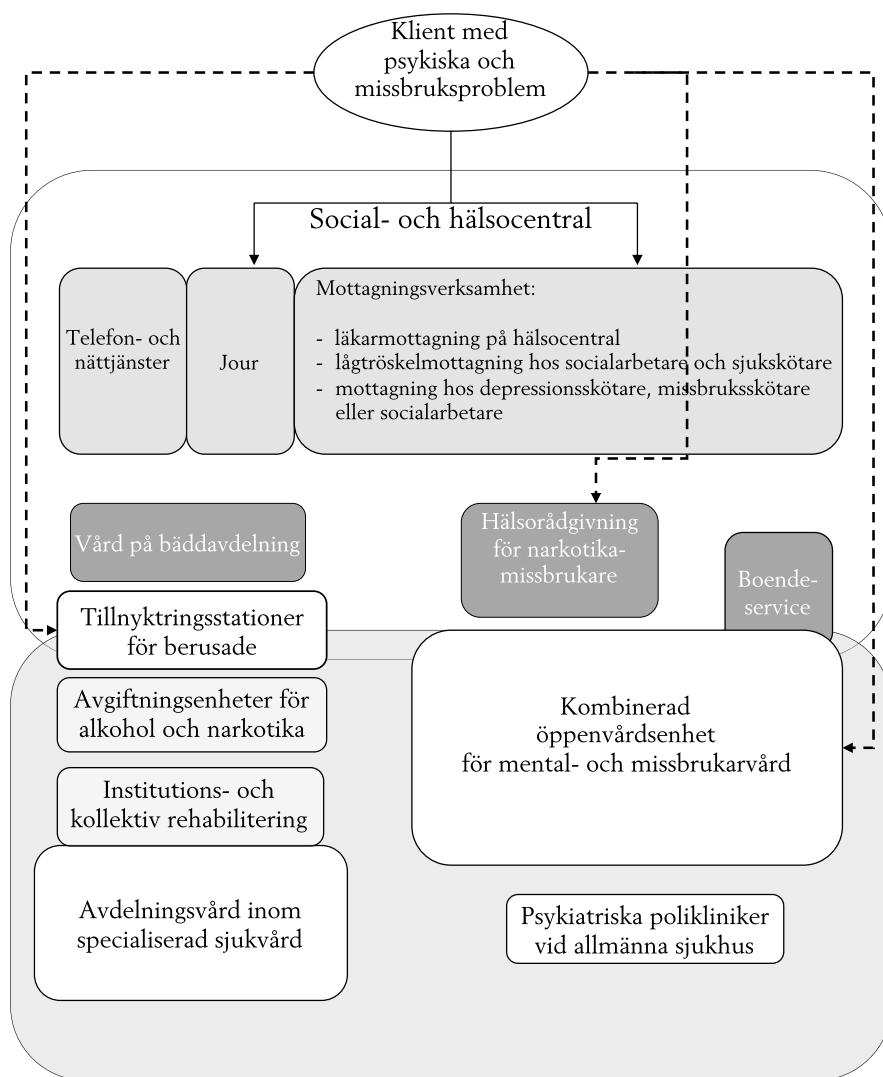 Klient med
psykiska och
missbruksproblem
Social- och hälsocentral
Telefon- och
nättjänster
Jour
Mottagningsverksamhet:
- läkarmottagning på hälsocentral
- lågtröskelmottagning hos socialarbetare och sjukskötare
- mottagning hos depressionsskötare, missbruksskötare
eller socialarbetare
Vård på bäddavdelning
Hälsorådgivning
för narkotika-
missbrukare
Boende-
service
Tillnyktringsstationer
för berusade
Avgiftningsenheter för
alkohol och narkotika
Kombinerad
öppenvårdsenhet
för mental- och missbrukarvård
Institutions- och
kollektiv rehabilitering
Avdelningsvård inom
specialiserad sjukvård
Psykiatriska polikliniker
vid allmänna sjukhus